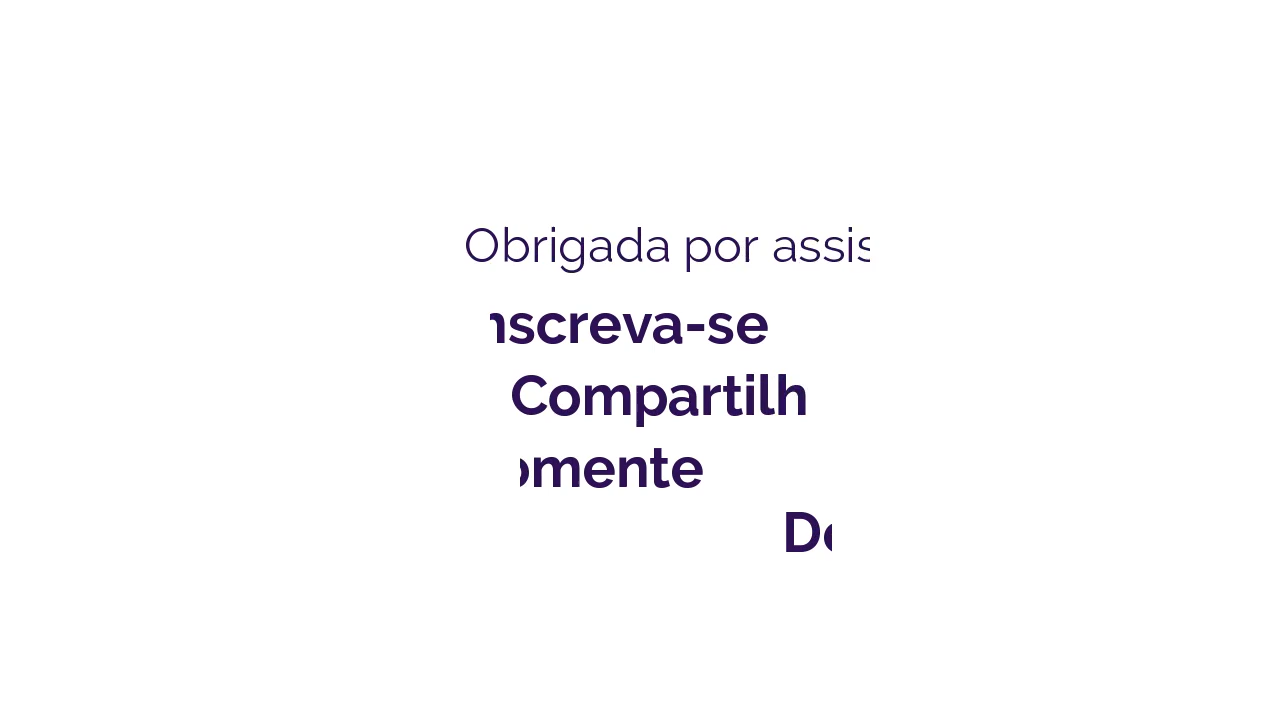 Obrigada por assis
nscreva-se
Compartilh
omente
De